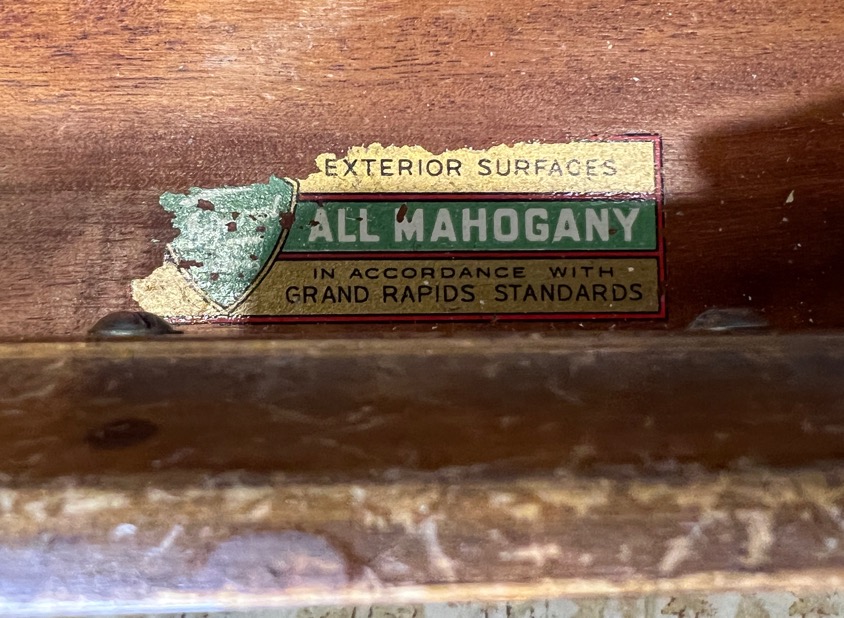 EXTERIOR SURFACES
ALL MAHOGANY
IN ACCORDANCE WITH
GRAND RAPIDS STANDARDS